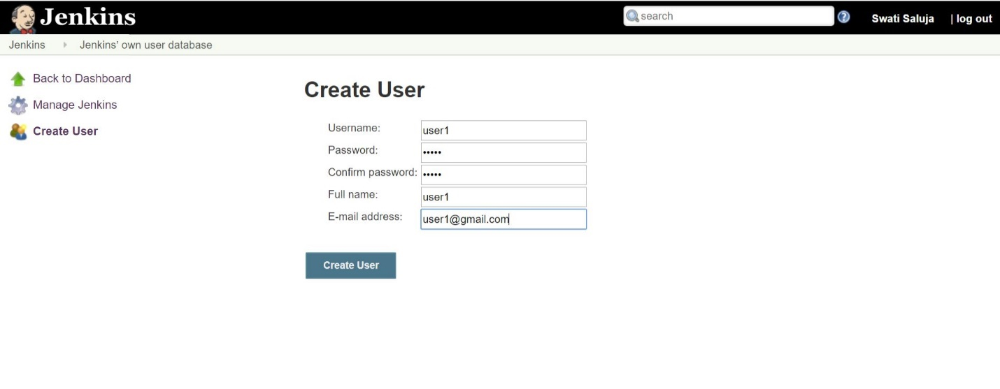 Jenkins
search
Swati Saluja | log out
Jenkins Jenkins’ own user database
Back to Dashboard
Manage Jenkins
Create User
Create User
Username: user1
Password: •••••
Confirm password: •••••
Full name: user1
E-mail address: user1@gmail.com
Create User